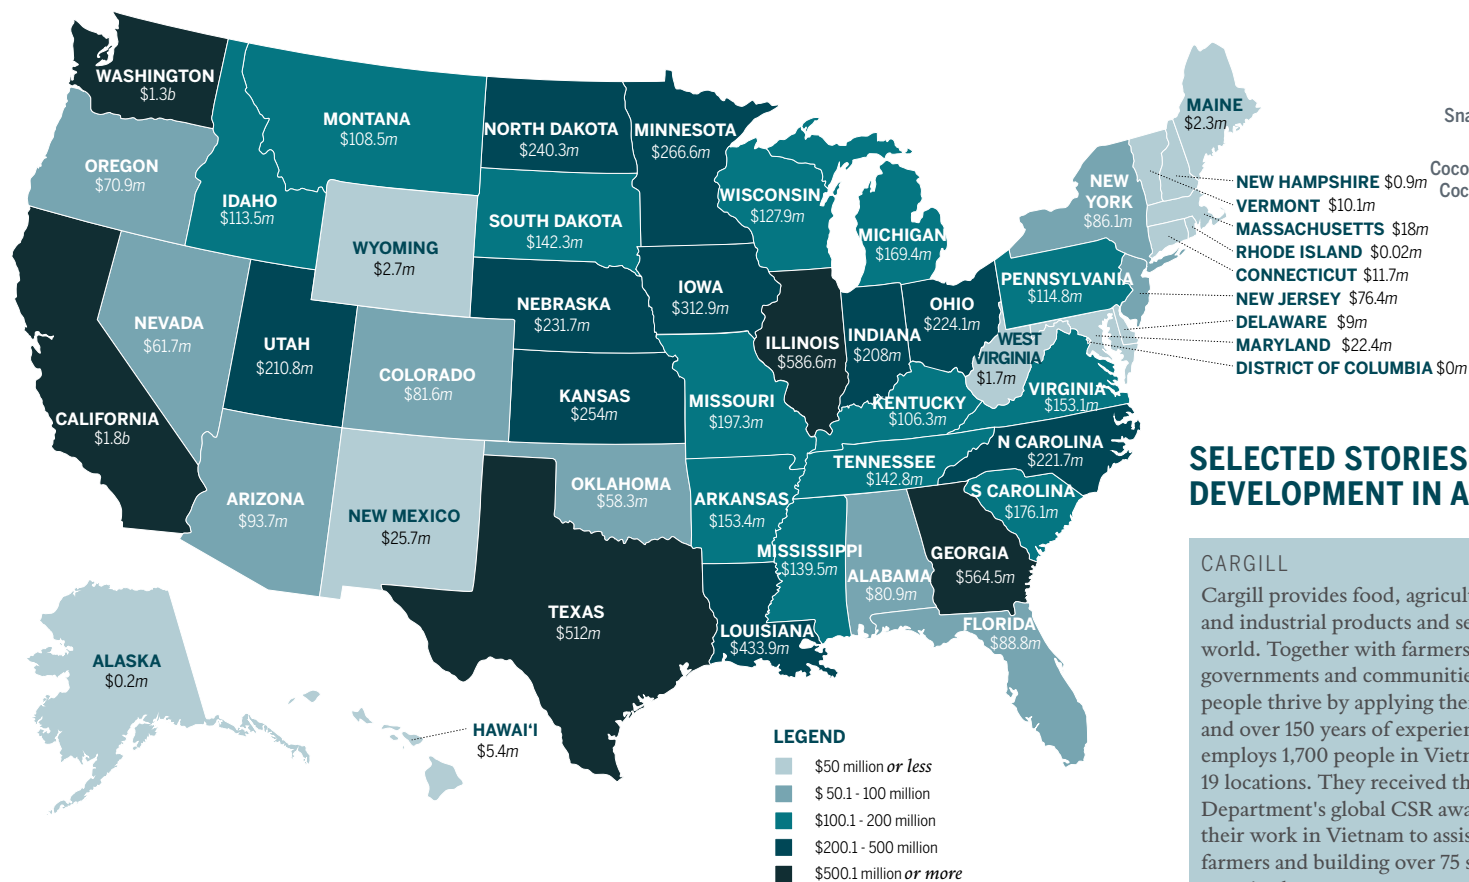 WASHINGTON
$1.3b
OREGON
$70.9m
CALIFORNIA
$1.8b
IDAHO
$113.5m
NEVADA
$61.7m
MONTANA
$108.5m
WYOMING
$2.7m
UTAH
$210.8m
COLORADO
$81.6m
ARIZONA
$93.7m
NEW MEXICO
$25.7m
NORTH DAKOTA
$240.3m
SOUTH DAKOTA
$142.3m
NEBRASKA
$231.7m
KANSAS
$254m
OKLAHOMA
$58.3m
TEXAS
$512m
MINNESOTA
$266.6m
IOWA
$312.9m
MISSOURI
$197.3m
ARKANSAS
$153.4m
LOUISIANA
$433.9m
WISCONSIN
$127.9m
ILLINOIS
$586.6m
MICHIGAN
$169.4m
INDIANA
$208m
OHIO
$224.1m
KENTUCKY
$106.3m
TENNESSEE
$142.8m
MISSISSIPPI
$139.5m
ALABAMA
$80.9m
GEORGIA
$564.5m
FLORIDA
$88.8m
S CAROLINA
$176.1m
N CAROLINA
$221.7m
VIRGINIA
$153.1m
WEST
VIRGINIA
$1.7m
PENNSYLVANIA
$114.8m
NEW
YORK
$86.1m
MAINE
$2.3m
NEW HAMPSHIRE $0.9m
VERMONT $10.1m
MASSACHUSETTS $18m
RHODE ISLAND $0.02m
CONNECTICUT $11.7m
NEW JERSEY $76.4m
DELAWARE $9m
MARYLAND $22.4m
DISTRICT OF COLUMBIA $0m
ALASKA
$0.2m
HAWAI‘I
$5.4m
LEGEND
$50 million or less
$ 50.1 - 100 million
$100.1 - 200 million
$200.1 - 500 million
$500.1 million or more
Sna
Coco
Coc
SELECTED STORIES
DEVELOPMENT IN A
CARGILL
Cargill provides food, agricul
and industrial products and se
world. Together with farmers
governments and communitie
people thrive by applying thei
and over 150 years of experien
employs 1,700 people in Vietn
19 locations. They received th
Department's global CSR awa
their work in Vietnam to assis
farmers and building over 75 s